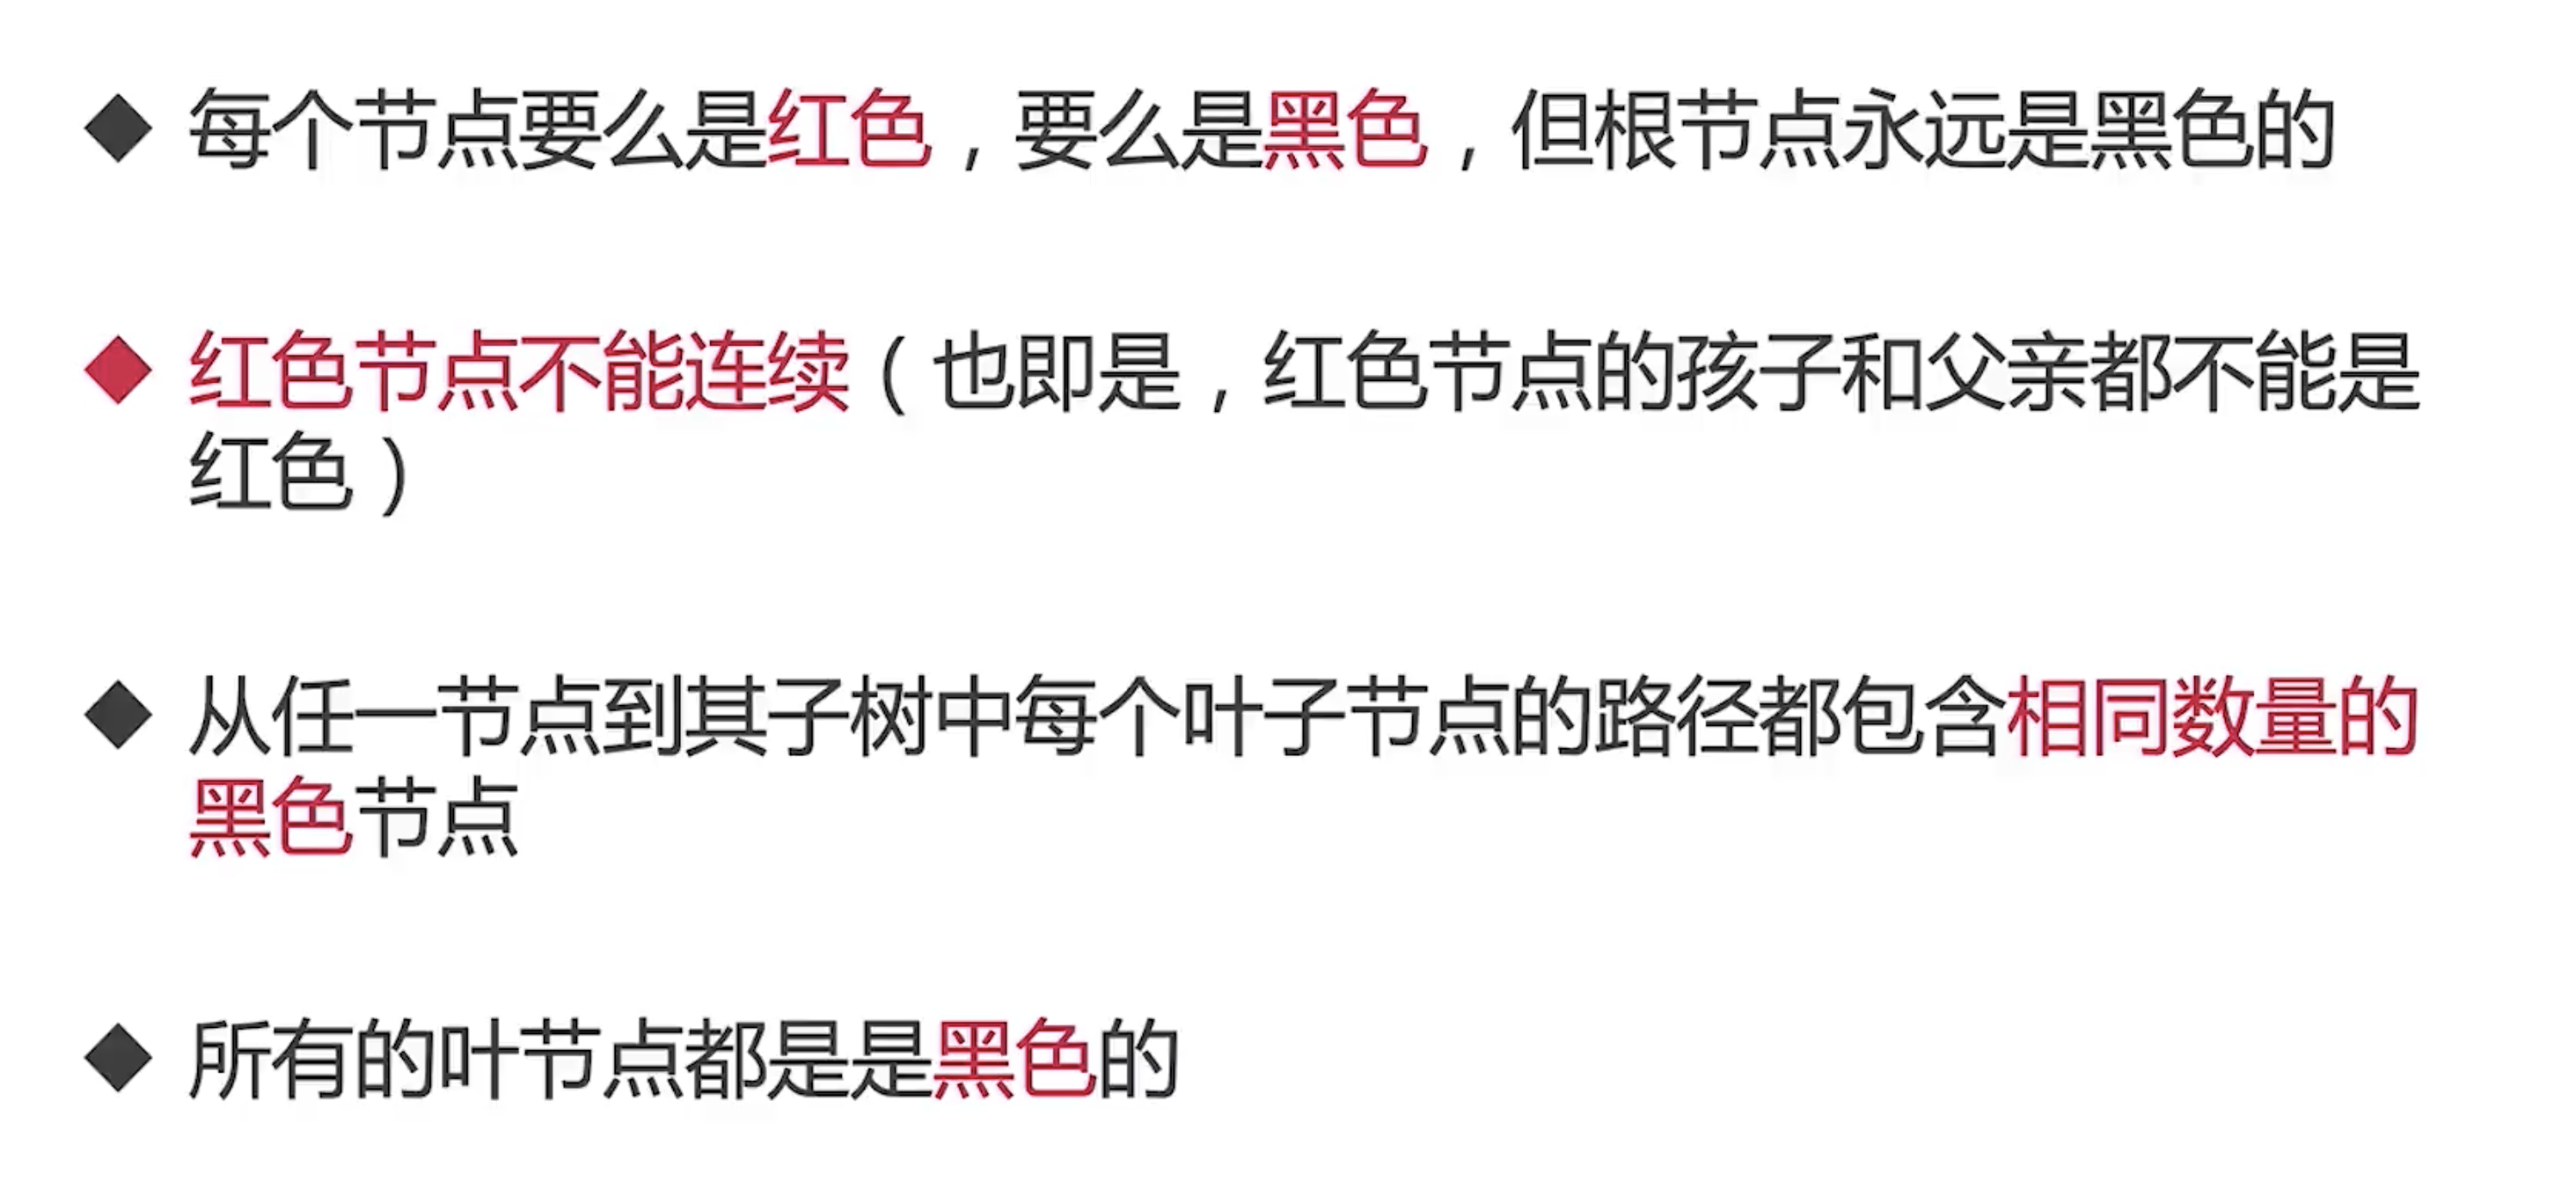 ◆ 每个节点要么是红色，要么是黑色，但根节点永远是黑色的
◆ 红色节点不能连续（也即是，红色节点的孩子和父亲都不能是
红色）
◆ 从任一节点到其子树中每个叶子节点的路径都包含相同数量的
黑色节点
◆ 所有的叶节点都是是黑色的